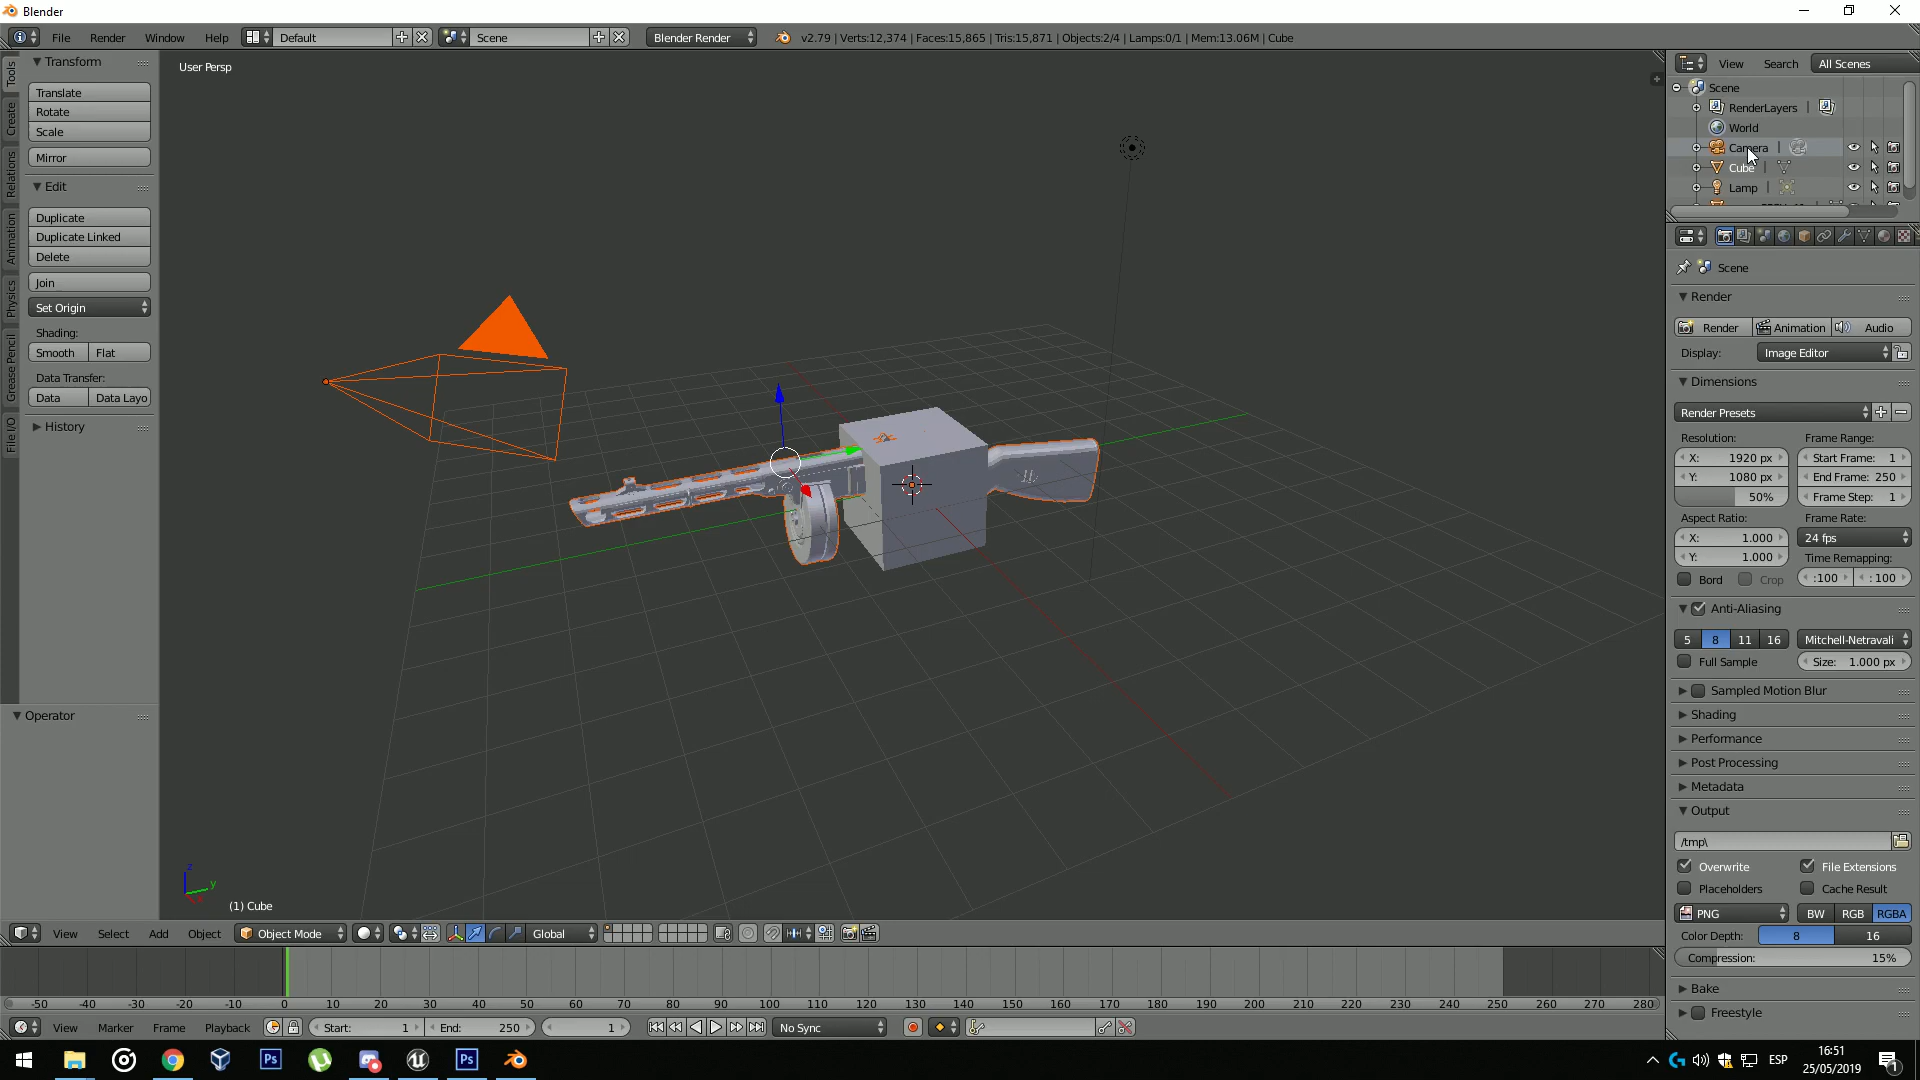 Blender
File Render Window Help Default Scene Blender Render v2.79 | Verts:12,374 | Faces:15,865 | Tris:15,871 | Objects:2/4 | Lamps:0/1 | Mem:13.06M | Cube
Tools
Create
Relations
Animation
Physics
Grease Pencil
File I/O
Transform
Translate
Rotate
Scale
Mirror
Edit
Duplicate
Duplicate Linked
Delete
Join
Set Origin
Shading:
Smooth Flat
Data Transfer:
Data Data Layo
History
Operator
User Persp
z
y
x
(1) Cube
View Select Add Object Object Mode Global
-50 -40 -30 -20 -10 0 10 20 30 40 50 60 70 80 90 100 110 120 130 140 150 160 170 180 190 200 210 220 230 240 250 260 270 280
View Marker Frame Playback Start: 1 End: 250 1 No Sync
View Search All Scenes
Scene
RenderLayers |
World
Camera |
Cube |
Lamp |
Scene
Render
Render Animation Audio
Display: Image Editor
Dimensions
Render Presets
Resolution: Frame Range:
X: 1920 px Start Frame: 1
Y: 1080 px End Frame: 250
50% Frame Step: 1
Aspect Ratio: Frame Rate:
X: 1.000 24 fps
Y: 1.000 Time Remapping:
Bord Crop :100 :100
Anti-Aliasing
5 8 11 16 Mitchell-Netravali
Full Sample Size: 1.000 px
Sampled Motion Blur
Shading
Performance
Post Processing
Metadata
Output
/tmp\
Overwrite File Extensions
Placeholders Cache Result
PNG BW RGB RGBA
Color Depth: 8 16
Compression: 15%
Bake
Freestyle
Ps Ps
ESP 16:51
25/05/2019
1